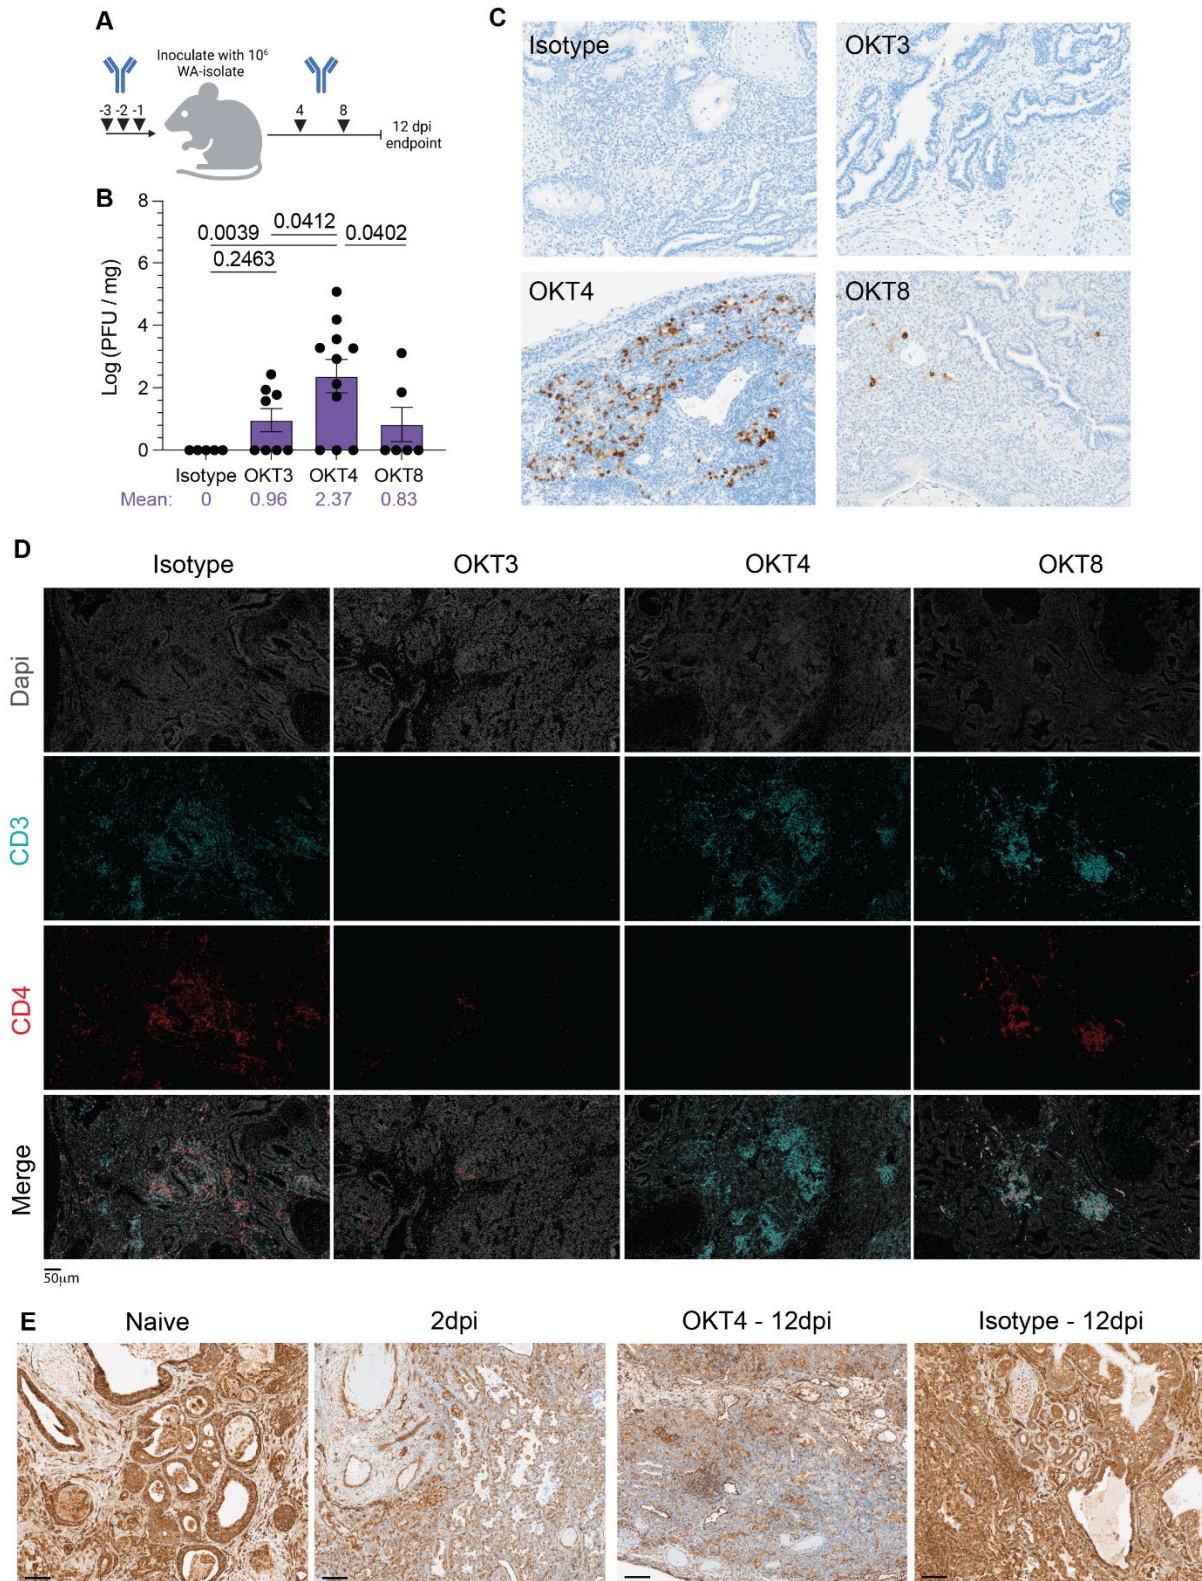 A
Inoculate with 10⁶
WA-isolate
-3 -2 -1
4 8
12 dpi
endpoint
B
Log (PFU / mg)
8
6
4
2
0
0.0039
0.0412
0.0402
0.2463
Isotype OKT3 OKT4 OKT8
Mean: 0 0.96 2.37 0.83
C
Isotype
OKT3
OKT4
OKT8
D
Isotype OKT3 OKT4 OKT8
Dapi
CD3
CD4
Merge
50µm
E
Naive 2dpi OKT4 - 12dpi Isotype - 12dpi